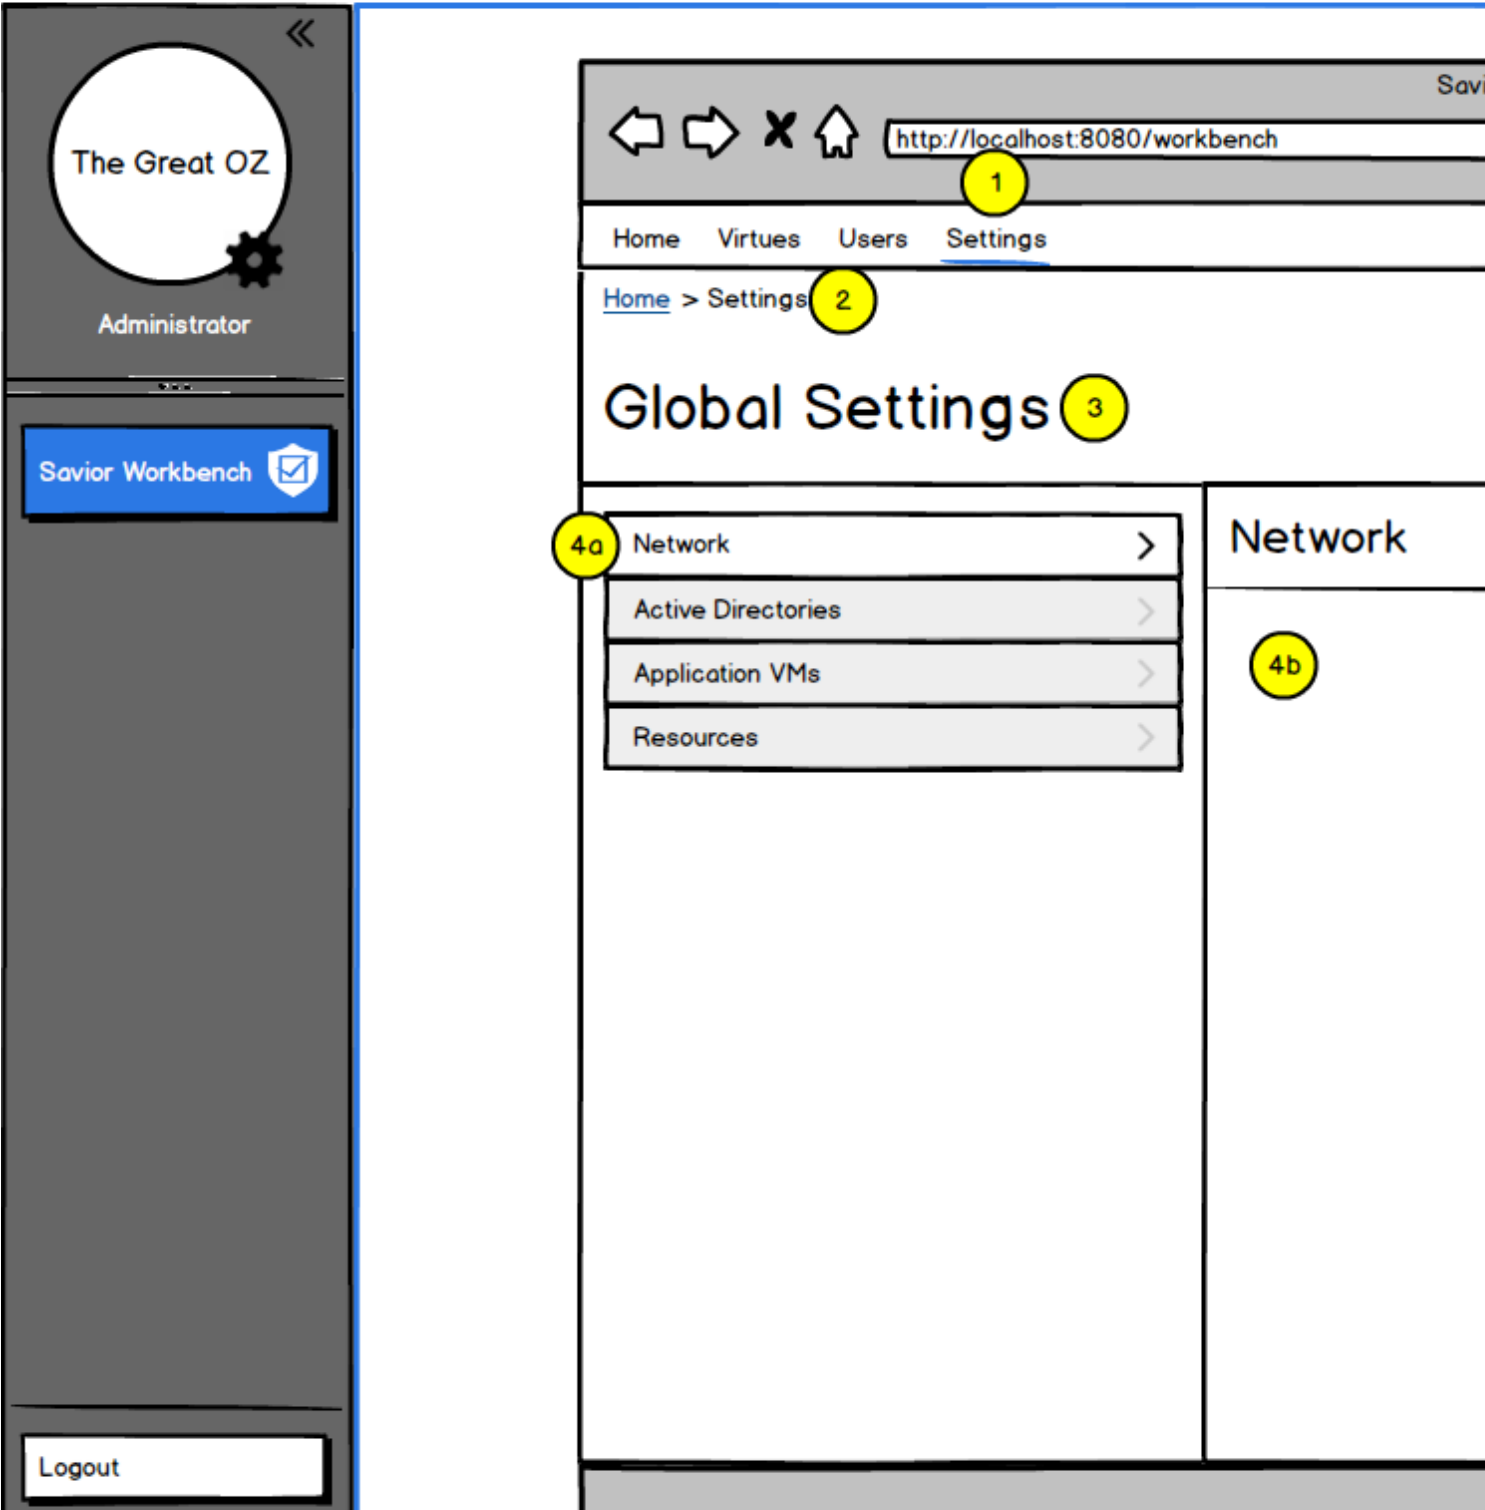 The Great OZ
Administrator
Savior Workbench
Logout
Savi
http://localhost:8080/workbench
1
Home Virtues Users Settings
Home > Settings 2
Global Settings 3
4a Network
Active Directories
Application VMs
Resources
Network
4b